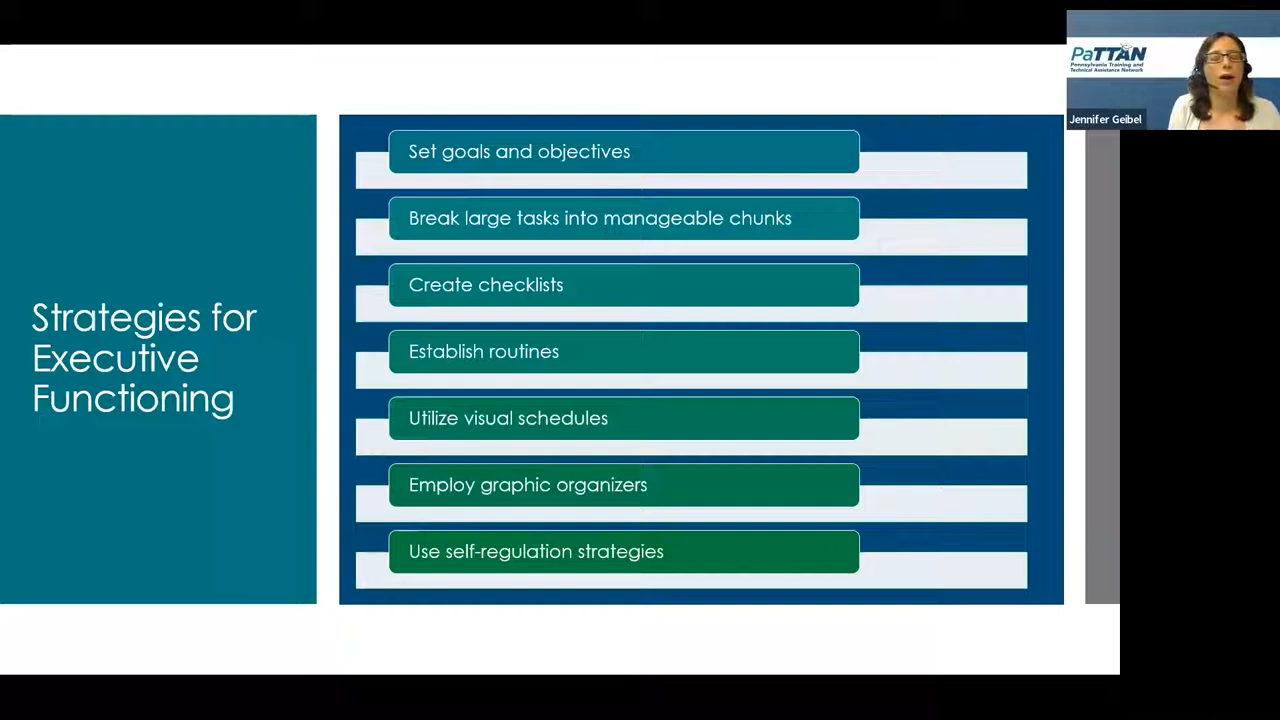 PaTTAN
Pennsylvania Training and
Technical Assistance Network
Jennifer Geibel
Set goals and objectives
Break large tasks into manageable chunks
Create checklists
Establish routines
Utilize visual schedules
Employ graphic organizers
Use self-regulation strategies
Strategies for
Executive
Functioning